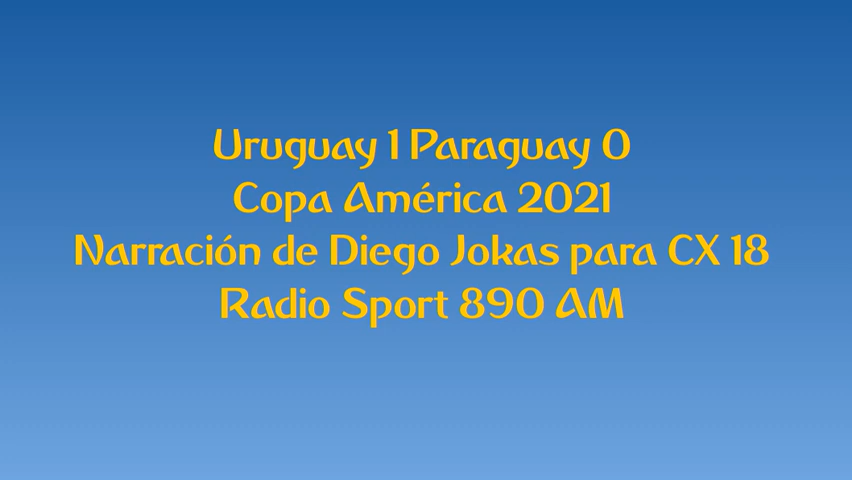 Uruguay 1 Paraguay 0
Copa América 2021
Narración de Diego Jokas para CX 18
Radio Sport 890 AM